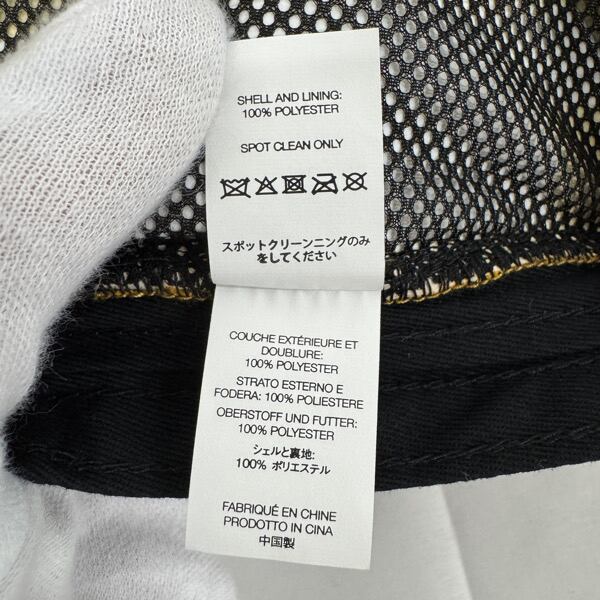 SHELL AND LINING:
100% POLYESTER
SPOT CLEAN ONLY
スポットクリーンニングのみ
をしてください
COUCHE EXTÉRIEURE ET
DOUBLURE:
100% POLYESTER
STRATO ESTERNO E
FODERA: 100% POLIESTERE
OBERSTOFF UND FUTTER:
100% POLYESTER
シェルと裏地:
100% ポリエステル
FABRIQUÉ EN CHINE
PRODOTTO IN CINA
中国製